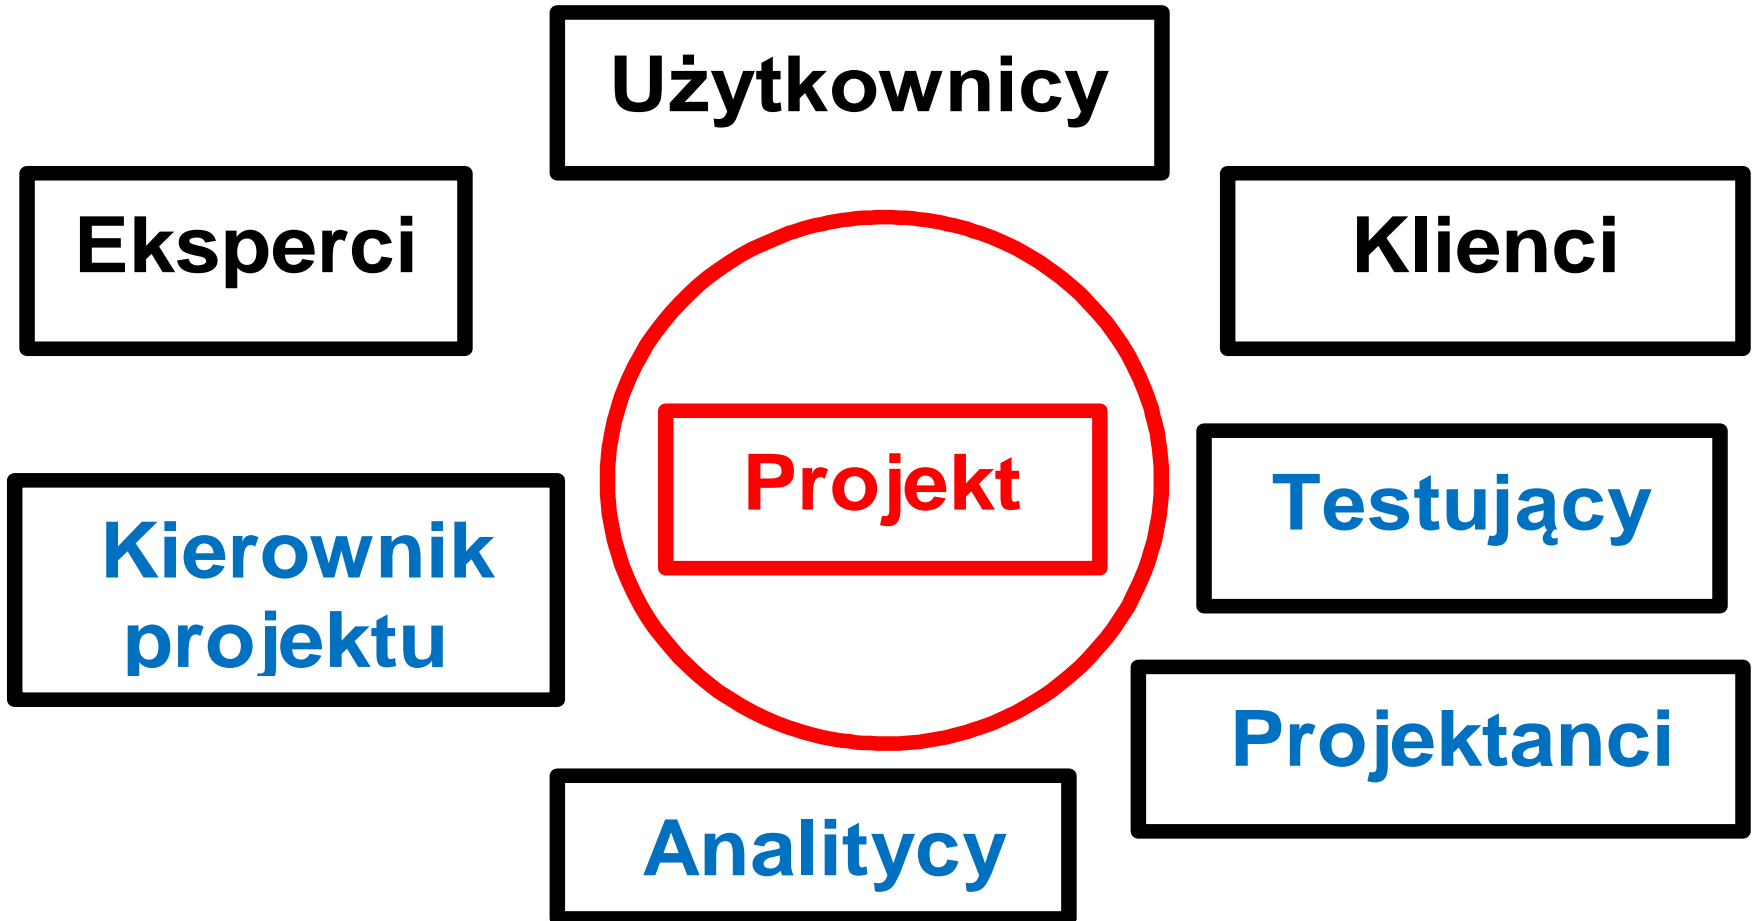 Użytkownicy
Eksperci
Klienci
Projekt
Testujący
Kierownik
projektu
Projektanci
Analitycy